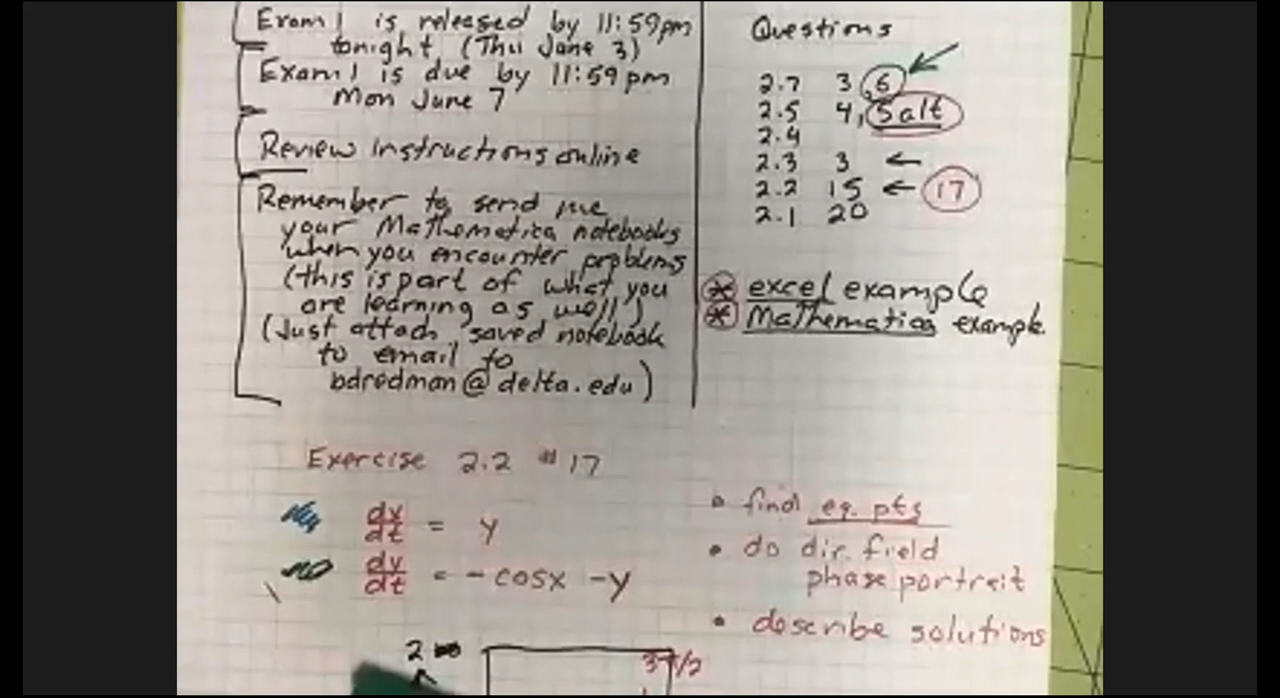 Exam 1 is released by 11:59pm
tonight (Thu June 3)
Exam 1 is due by 11:59 pm
Mon June 7
Review Instructions online
Remember to send me
your Mathematica notebooks
when you encounter problems
(this is part of what you
are learning as well)
(Just attach saved notebook
to email to
bdredman@delta.edu)
Questions
2.7 3,6
2.5 4, Salt
2.4
2.3 3 ←
2.2 15 ← 17
2.1 20
* excel example
* Mathematica example
Exercise 2.2 #17
dx/dt = y
dy/dt = -cosx -y
• find eq. pts
• do dir. field
phase portrait
• describe solutions
2
3π/2